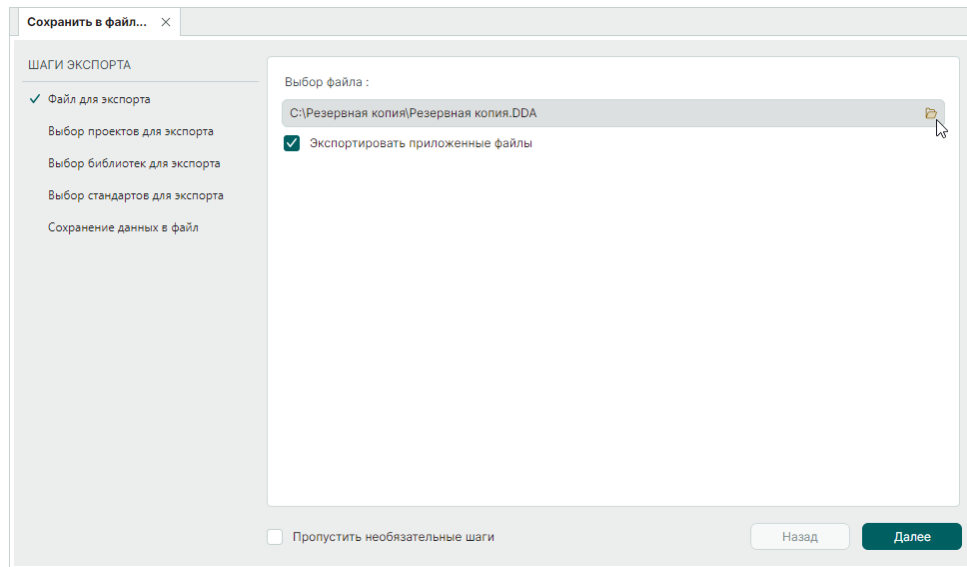 Сохранить в файл...
ШАГИ ЭКСПОРТА
Файл для экспорта
Выбор проектов для экспорта
Выбор библиотек для экспорта
Выбор стандартов для экспорта
Сохранение данных в файл
Выбор файла :
C:\Резервная копия\Резервная копия.DDA
Экспортировать приложенные файлы
Пропустить необязательные шаги
Назад
Далее